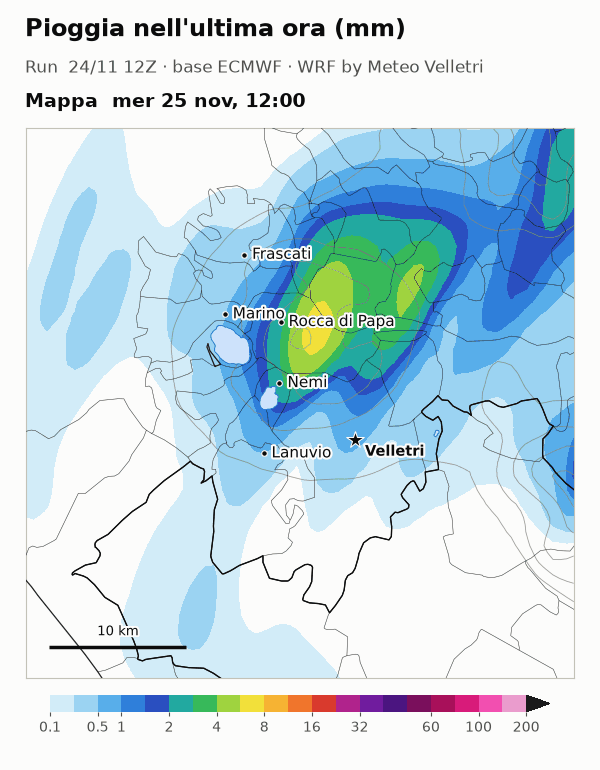 Pioggia nell'ultima ora (mm)
Run  24/11 12Z · base ECMWF · WRF by Meteo Velletri
Mappa  mer 25 nov, 12:00
Frascati
Marino
Rocca di Papa
Nemi
Velletri
Lanuvio
10 km
0.1 0.5 1 2 4 8 16 32 60 100 200